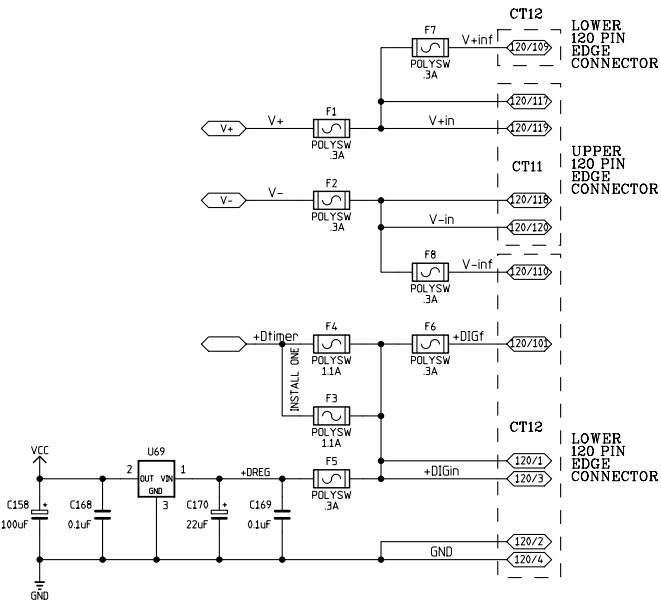 CT12
LOWER
120 PIN
EDGE
CONNECTOR
F7
V+inf
120/109
POLYSW
.3A
120/117
F1
V+
V+
V+in
120/119
POLYSW
.3A
CT11
UPPER
120 PIN
EDGE
CONNECTOR
F2
V-
V-
120/118
POLYSW
.3A
V-in
120/120
F8
V-inf
120/110
POLYSW
.3A
+Dtimer
F4
F6
+DIGf
120/101
POLYSW
1.1A
POLYSW
.3A
INSTALL ONE
F3
POLYSW
1.1A
CT12
LOWER
120 PIN
EDGE
CONNECTOR
VCC
U69
2
OUT VIN
1
GND
3
+DREG
F5
POLYSW
.3A
120/1
+DIGin
120/3
C158
+
100uF
C168
0.1uF
C170
+
22uF
C169
0.1uF
120/2
GND
120/4
GND